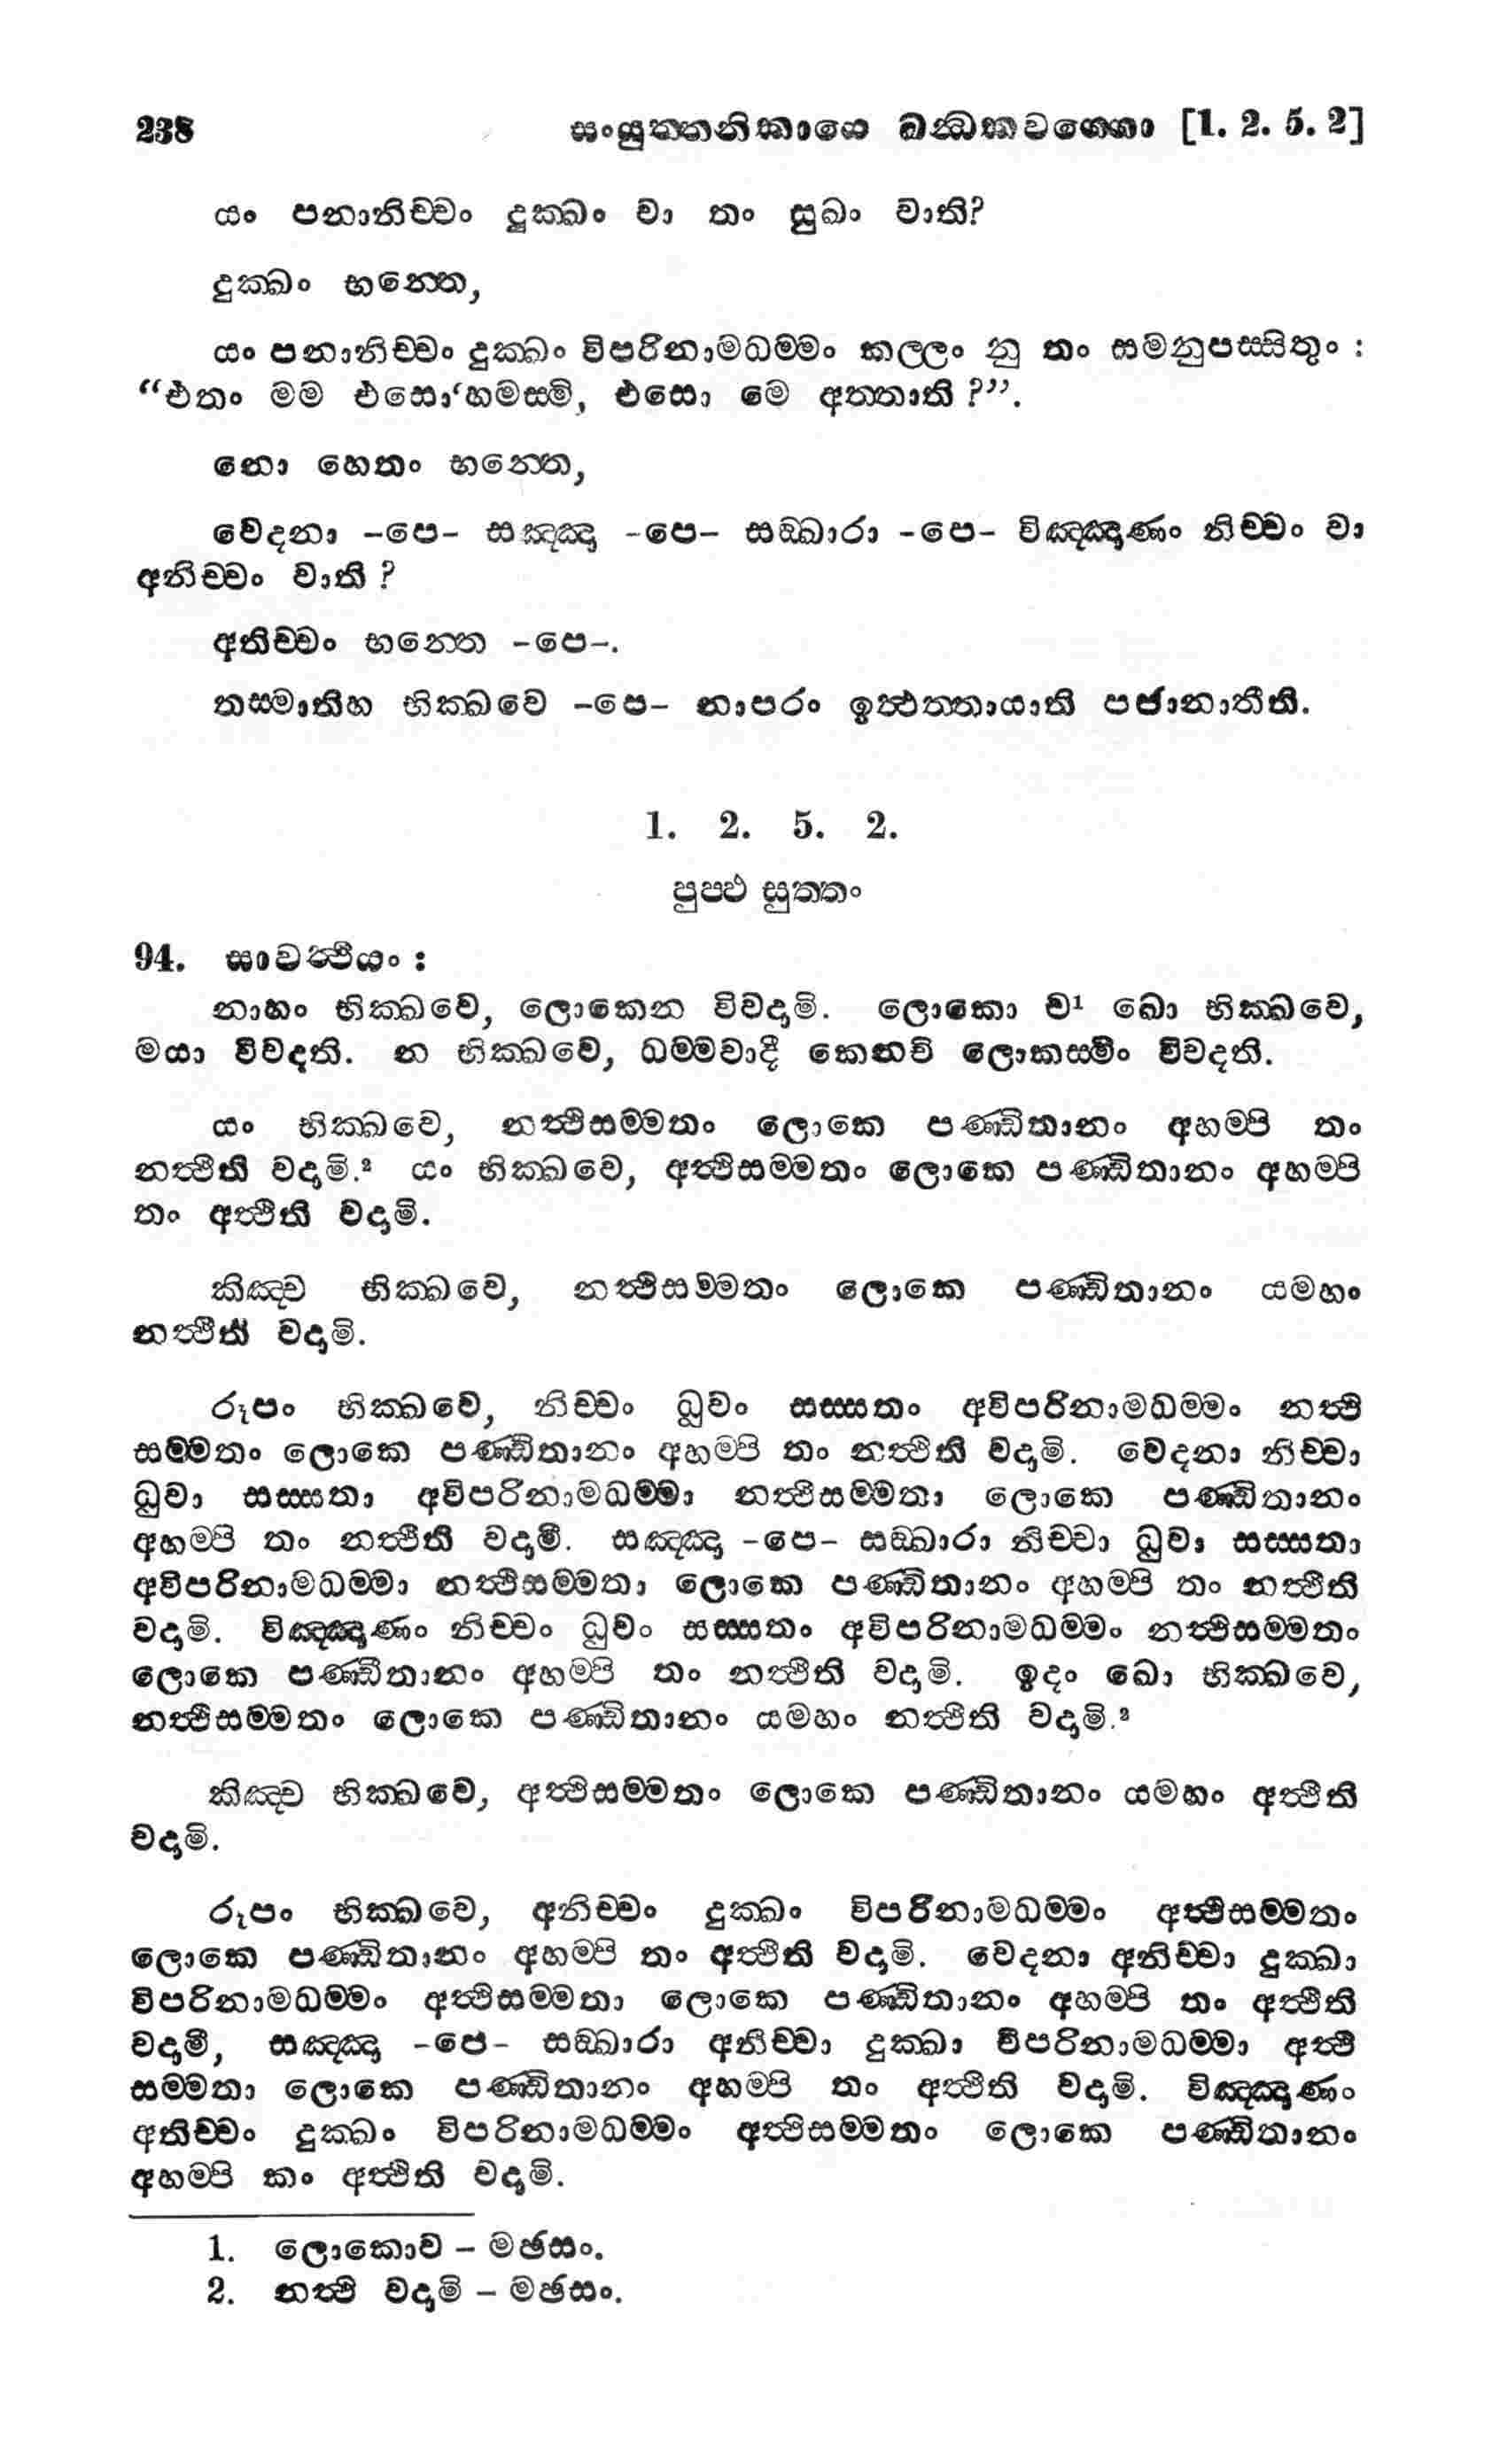 238 සංයුත්තනිකායෙ ඛන්ධකවග්ගො [1. 2. 5. 2]
යං පනානිච්චං දුක්ඛං වා තං සුඛං වාති?
දුක්ඛං භන්තෙ,
යං පනානිච්චං දුක්ඛං විපරිනාමධම්මං කල්ලං නු තං සමනුපස්සිතුං :
“එතං මම එසො‘හමස්මි, එසො මෙ අත්තාති ?”.
නො හෙතං භන්තෙ,
වෙදනා –පෙ– සඤ්ඤා –පෙ– සඞ්ඛාරා –පෙ– විඤ්ඤාණං නිච්චං වා
අනිච්චං වාති ?
අනිච්චං භන්තෙ –පෙ–.
තස්මාතිහ භික්ඛවෙ –පෙ– නාපරං ඉත්ථත්තායාති පජානාතීති.
1. 2. 5. 2.
පුප්ඵ සුත්තං
94. සාවත්ථියං :
නාහං භික්ඛවෙ, ලොකෙන විවදාමි. ලොකො ච¹ ඛො භික්ඛවෙ,
මයා විවදති. න භික්ඛවෙ, ධම්මවාදී කෙනචි ලොකස්මිං විවදති.
යං භික්ඛවෙ, නත්ථිසම්මතං ලොකෙ පණ්ඩිතානං අහම්පි තං
නත්ථීති වදාමි.² යං භික්ඛවෙ, අත්ථිසම්මතං ලොකෙ පණ්ඩිතානං අහම්පි
තං අත්ථීති වදාමි.
කිඤ්ච භික්ඛවෙ, නත්ථිසම්මතං ලොකෙ පණ්ඩිතානං යමහං
නත්ථීති වදාමි.
රූපං භික්ඛවෙ, නිච්චං ධුවං සස්සතං අවිපරිනාමධම්මං නත්ථි
සම්මතං ලොකෙ පණ්ඩිතානං අහම්පි තං නත්ථීති වදාමි. වෙදනා නිච්චා
ධුවා සස්සතා අවිපරිනාමධම්මා නත්ථිසම්මතා ලොකෙ පණ්ඩිතානං
අහම්පි තං නත්ථීති වදාමි. සඤ්ඤා –පෙ– සඞ්ඛාරා නිච්චා ධුවා සස්සතා
අවිපරිනාමධම්මා නත්ථිසම්මතා ලොකෙ පණ්ඩිතානං අහම්පි තං නත්ථීති
වදාමි. විඤ්ඤාණං නිච්චං ධුවං සස්සතං අවිපරිනාමධම්මං නත්ථිසම්මතං
ලොකෙ පණ්ඩිතානං අහම්පි තං නත්ථීති වදාමි. ඉදං ඛො භික්ඛවෙ,
නත්ථිසම්මතං ලොකෙ පණ්ඩිතානං යමහං නත්ථීති වදාමි.²
කිඤ්ච භික්ඛවෙ, අත්ථිසම්මතං ලොකෙ පණ්ඩිතානං යමහං අත්ථීති
වදාමි.
රූපං භික්ඛවෙ, අනිච්චං දුක්ඛං විපරිනාමධම්මං අත්ථිසම්මතං
ලොකෙ පණ්ඩිතානං අහම්පි තං අත්ථීති වදාමි. වෙදනා අනිච්චා දුක්ඛා
විපරිනාමධම්මං අත්ථිසම්මතා ලොකෙ පණ්ඩිතානං අහම්පි තං අත්ථීති
වදාමි, සඤ්ඤා –පෙ– සඞ්ඛාරා අනිච්චා දුක්ඛා විපරිනාමධම්මා අත්ථි
සම්මතා ලොකෙ පණ්ඩිතානං අහම්පි තං අත්ථීති වදාමි. විඤ්ඤාණං
අනිච්චං දුක්ඛං විපරිනාමධම්මං අත්ථිසම්මතං ලොකෙ පණ්ඩිතානං
අහම්පි කං අත්ථීති වදාමි.
1. ලොකොව – මඡසං.
2. නත්ථි වදාමි – මඡසං.